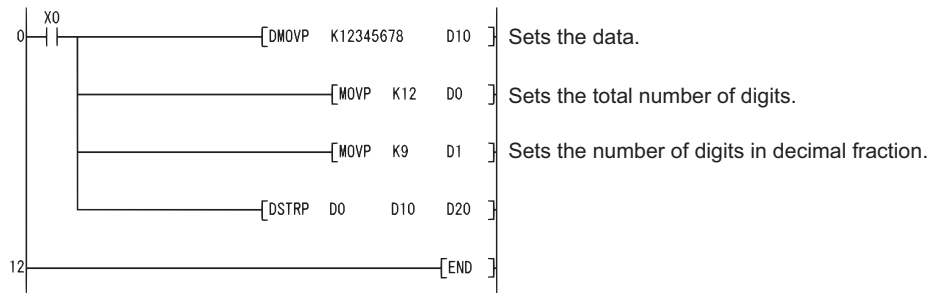 X0
0 DMOVP K12345678 D10 Sets the data.
MOVP K12 D0 Sets the total number of digits.
MOVP K9 D1 Sets the number of digits in decimal fraction.
DSTRP D0 D10 D20
12 END